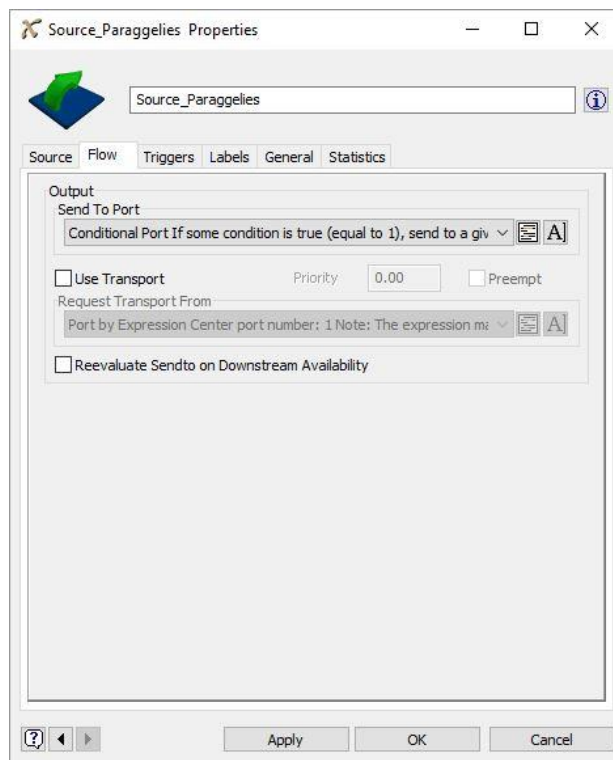 Source_Paraggelies Properties
Source_Paraggelies
Source Flow Triggers Labels General Statistics
Output
Send To Port
Conditional Port If some condition is true (equal to 1), send to a giv
Use Transport Priority 0.00 Preempt
Request Transport From
Port by Expression Center port number: 1 Note: The expression ma
Reevaluate Sendto on Downstream Availability
Apply OK Cancel